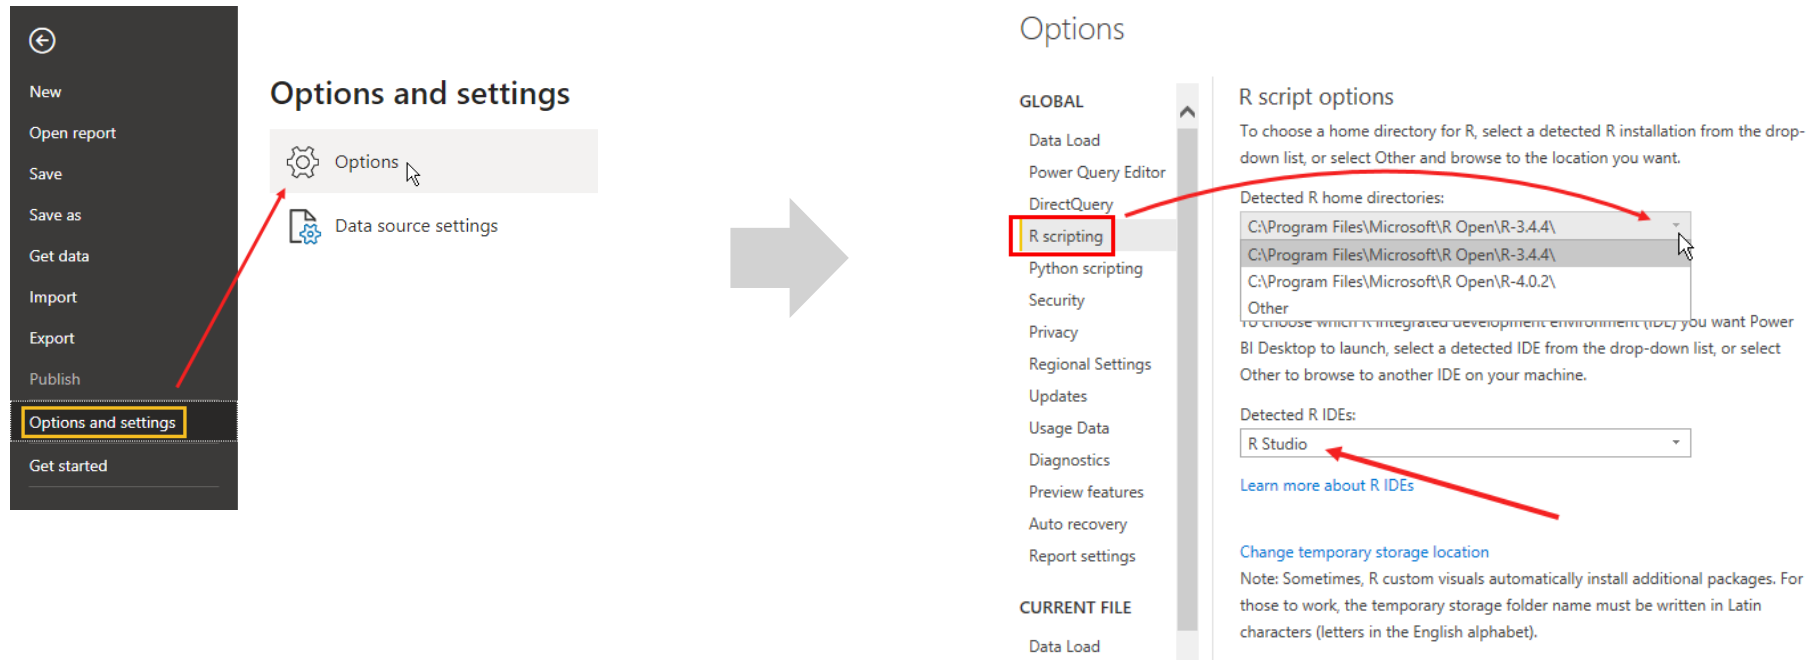 New
Open report
Save
Save as
Get data
Import
Export
Publish
Options and settings
Get started
Options and settings
Options
Data source settings
Options
GLOBAL
Data Load
Power Query Editor
DirectQuery
R scripting
Python scripting
Security
Privacy
Regional Settings
Updates
Usage Data
Diagnostics
Preview features
Auto recovery
Report settings
CURRENT FILE
Data Load
R script options
To choose a home directory for R, select a detected R installation from the drop-
down list, or select Other and browse to the location you want.
Detected R home directories:
C:\Program Files\Microsoft\R Open\R-3.4.4\
C:\Program Files\Microsoft\R Open\R-3.4.4\
C:\Program Files\Microsoft\R Open\R-4.0.2\
Other
To choose which R integrated development environment (IDE) you want Power
BI Desktop to launch, select a detected IDE from the drop-down list, or select
Other to browse to another IDE on your machine.
Detected R IDEs:
R Studio
Learn more about R IDEs
Change temporary storage location
Note: Sometimes, R custom visuals automatically install additional packages. For
those to work, the temporary storage folder name must be written in Latin
characters (letters in the English alphabet).